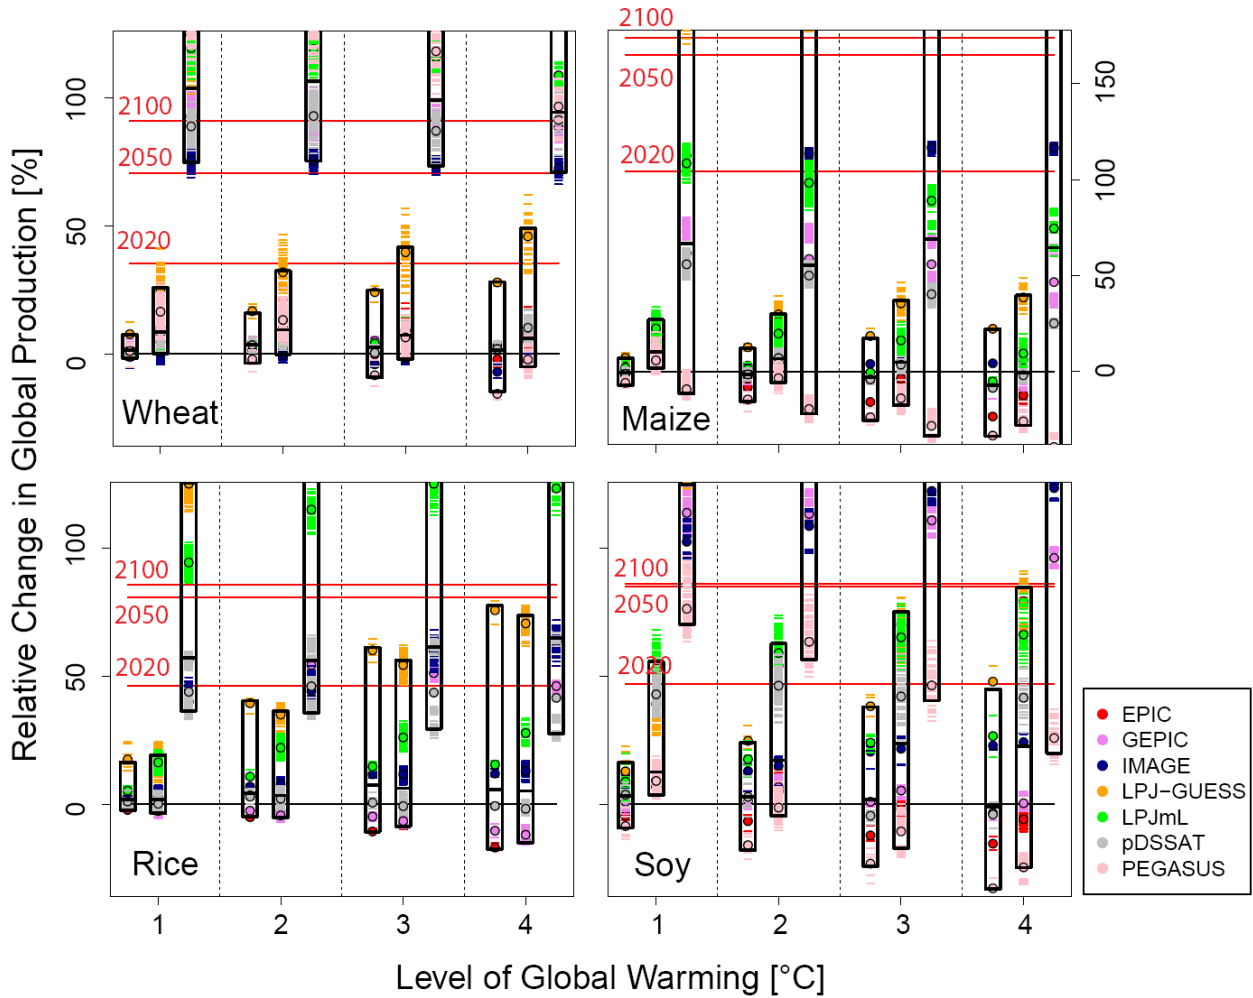 Relative Change in Global Production [%]
0
50
100
2100
2050
2020
Wheat
2100
2050
2020
Maize
0
50
100
150
0
50
100
2100
2050
2020
Rice
1
2
3
4
2100
2050
2020
Soy
1
2
3
4
EPIC
GEPIC
IMAGE
LPJ-GUESS
LPJmL
pDSSAT
PEGASUS
Level of Global Warming [°C]